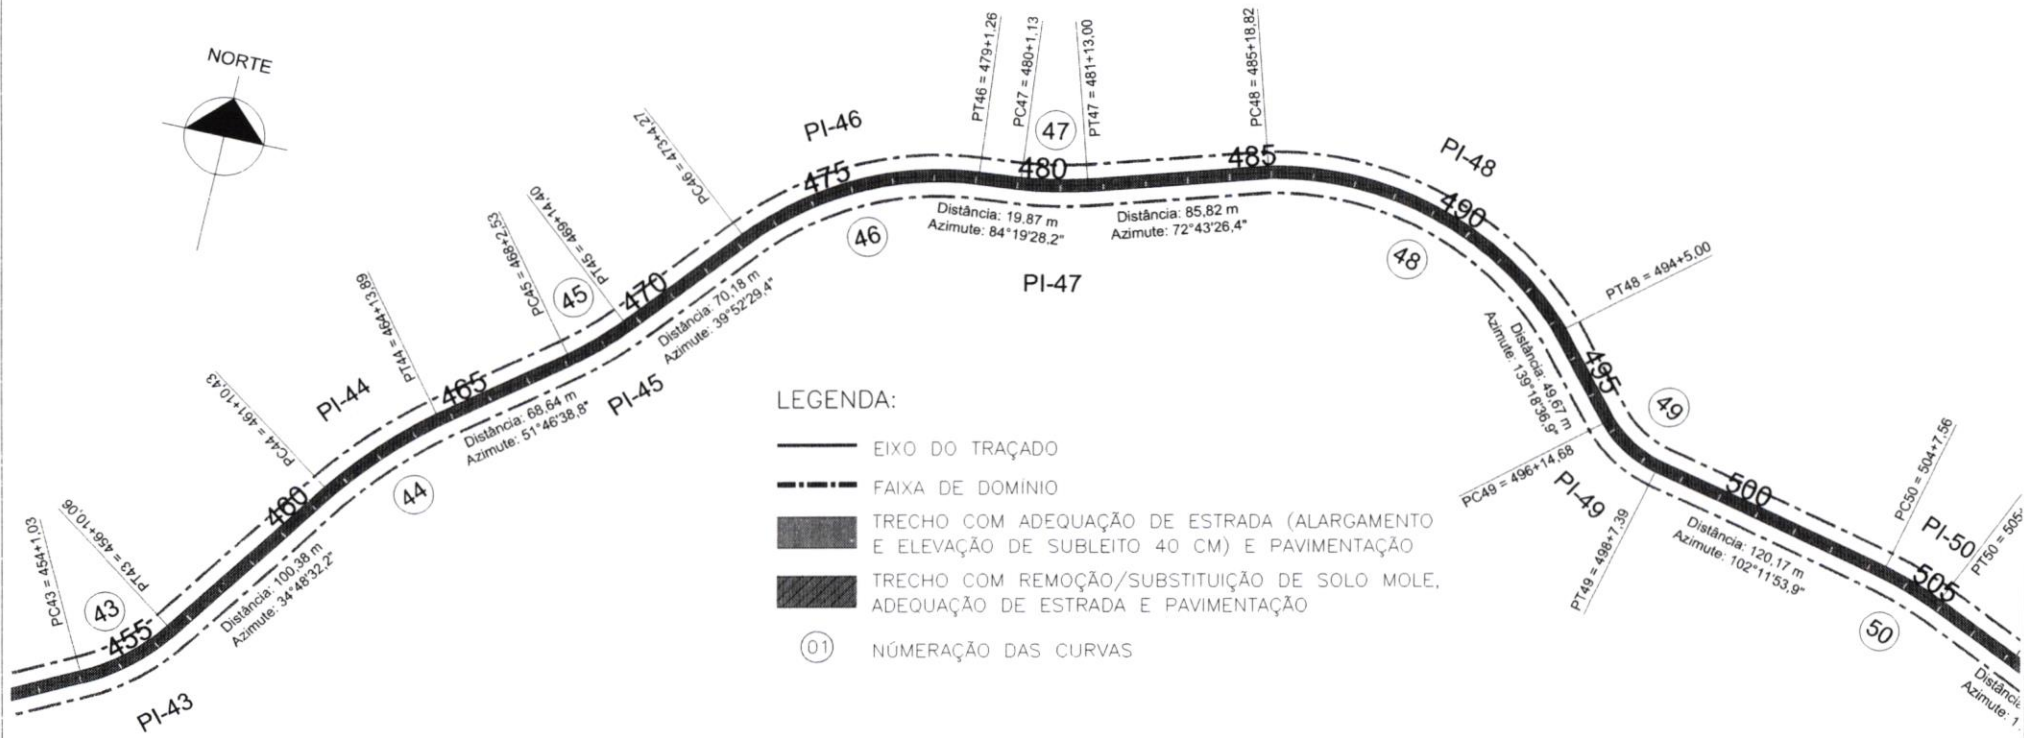 NORTE
PC43 = 454+1,03
43
PT43 = 456+10,06
455
PI-43
Distância: 100,38 m
Azimute: 34°48'32,2"
460
PC44 = 461+10,43
PI-44
44
PT44 = 464+13,89
465
Distância: 68,64 m
Azimute: 51°46'38,8"
PC45 = 468+2,53
45
PT45 = 469+14,40
PI-45
470
Distância: 70,18 m
Azimute: 39°52'29,4"
PC46 = 473+4,27
PI-46
475
46
PT46 = 479+1,26
Distância: 19,87 m
Azimute: 84°19'28,2"
PC47 = 480+1,13
47
480
PT47 = 481+13,00
PI-47
Distância: 85,82 m
Azimute: 72°43'26,4"
485
PC48 = 485+18,82
PI-48
490
48
PT48 = 494+5,00
Distância: 49,67 m
Azimute: 139°18'36,9"
495
49
PC49 = 496+14,68
PI-49
PT49 = 498+7,39
500
Distância: 120,17 m
Azimute: 102°11'53,9"
PC50 = 504+7,56
PI-50
505
50
PT50 = 505+
Distância
Azimute: 1
LEGENDA:
EIXO DO TRAÇADO
FAIXA DE DOMÍNIO
TRECHO COM ADEQUAÇÃO DE ESTRADA (ALARGAMENTO
E ELEVAÇÃO DE SUBLEITO 40 CM) E PAVIMENTAÇÃO
TRECHO COM REMOÇÃO/SUBSTITUIÇÃO DE SOLO MOLE,
ADEQUAÇÃO DE ESTRADA E PAVIMENTAÇÃO
01
NÚMERAÇÃO DAS CURVAS